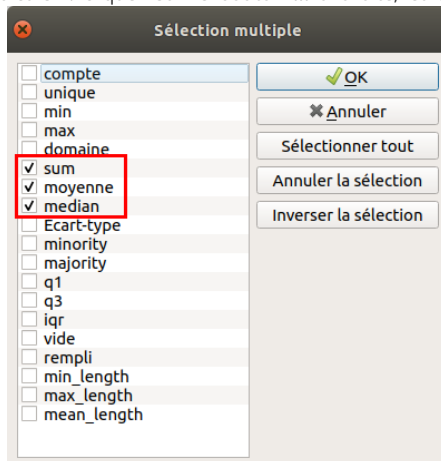 Sélection multiple
compte
unique
min
max
domaine
sum
moyenne
median
Écart-type
minority
majority
q1
q3
iqr
vide
rempli
min_length
max_length
mean_length
OK
Annuler
Sélectionner tout
Annuler la sélection
Inverser la sélection